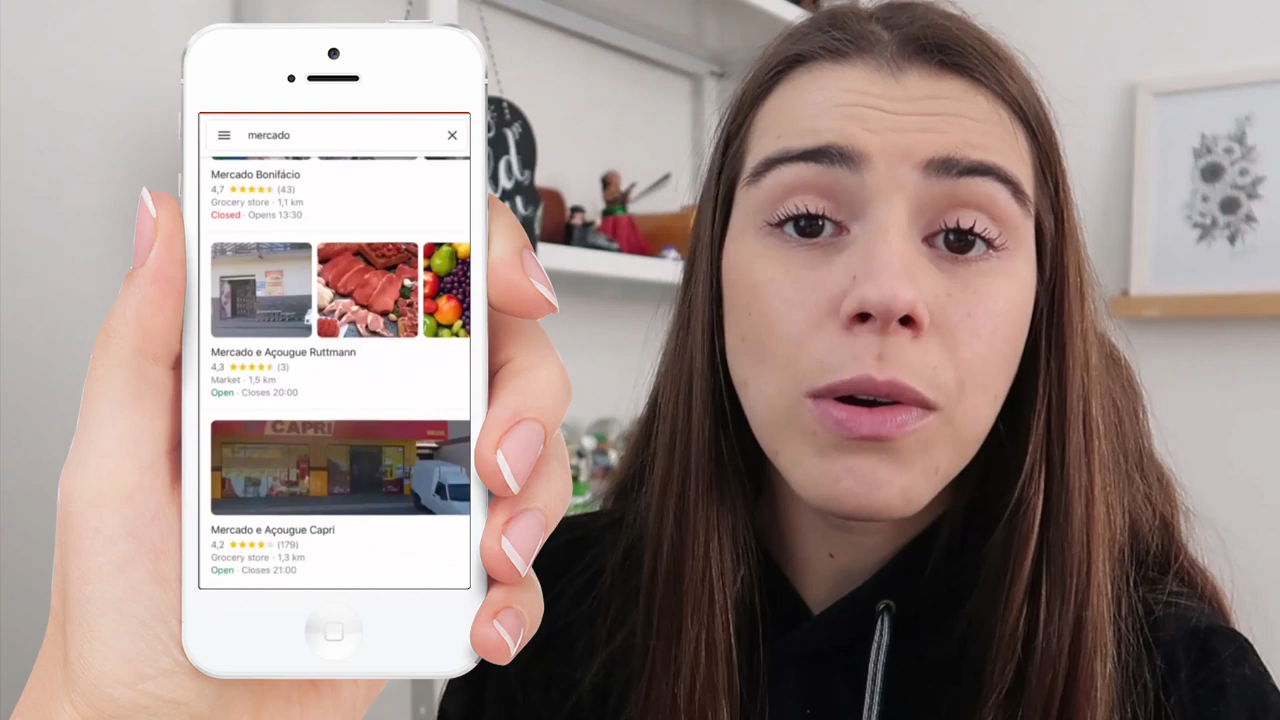 mercado
Mercado Bonifácio
4,7 (43)
Grocery store · 1,1 km
Closed · Opens 13:30
Mercado e Açougue Ruttmann
4,3 (3)
Market · 1,5 km
Open · Closes 20:00
CAPRI
Mercado e Açougue Capri
4,2 (179)
Grocery store · 1,3 km
Open · Closes 21:00